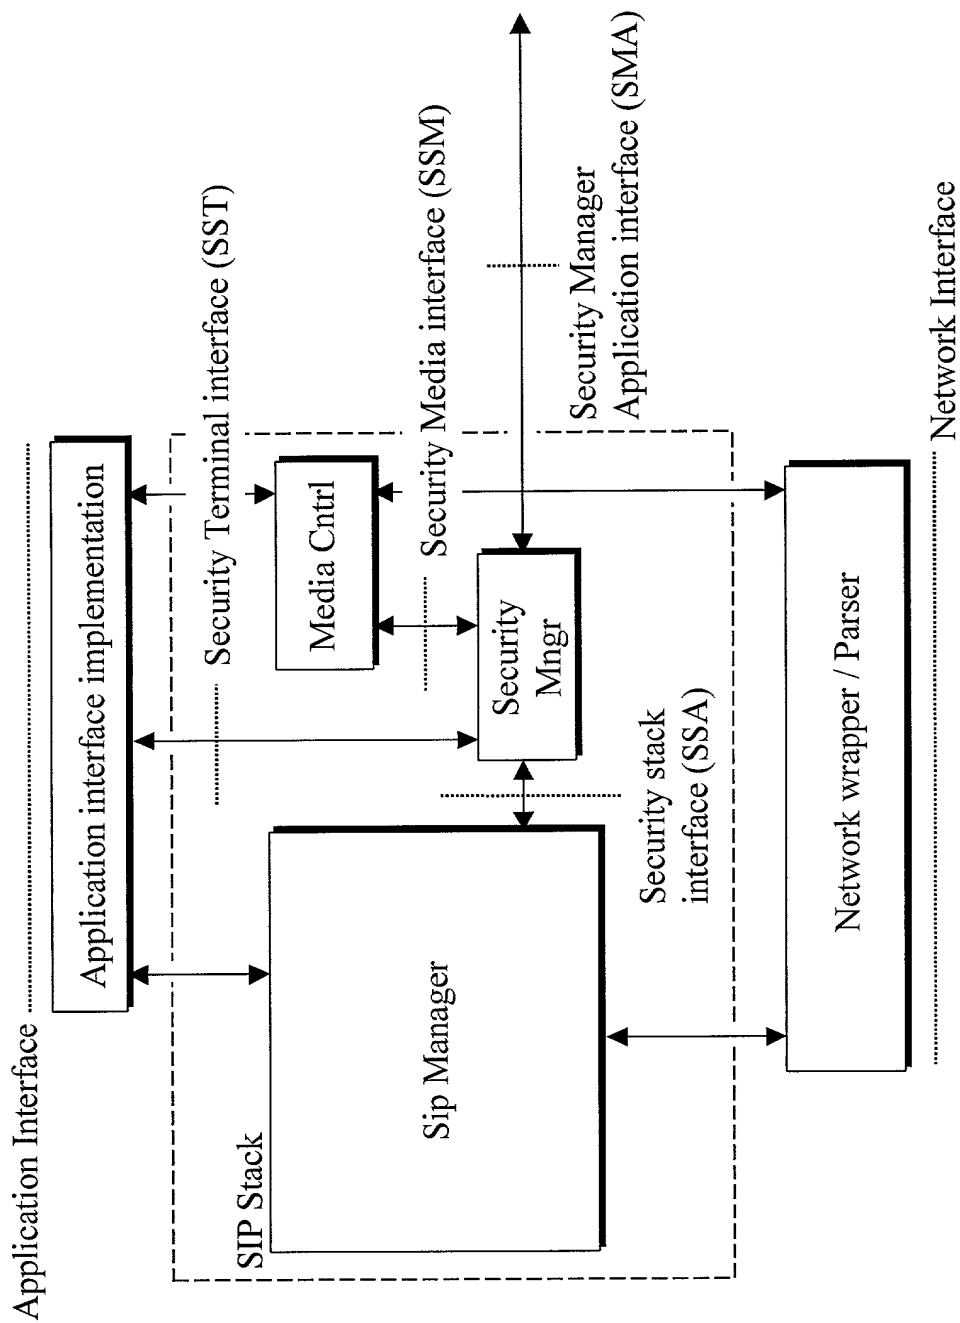 Application Interface
Application interface implementation
SIP Stack
Security Terminal interface (SST)
Media Cntrl
Security Media interface (SSM)
Sip Manager
Security
Mngr
Security Manager
Application interface (SMA)
Security stack
interface (SSA)
Network wrapper / Parser
Network Interface